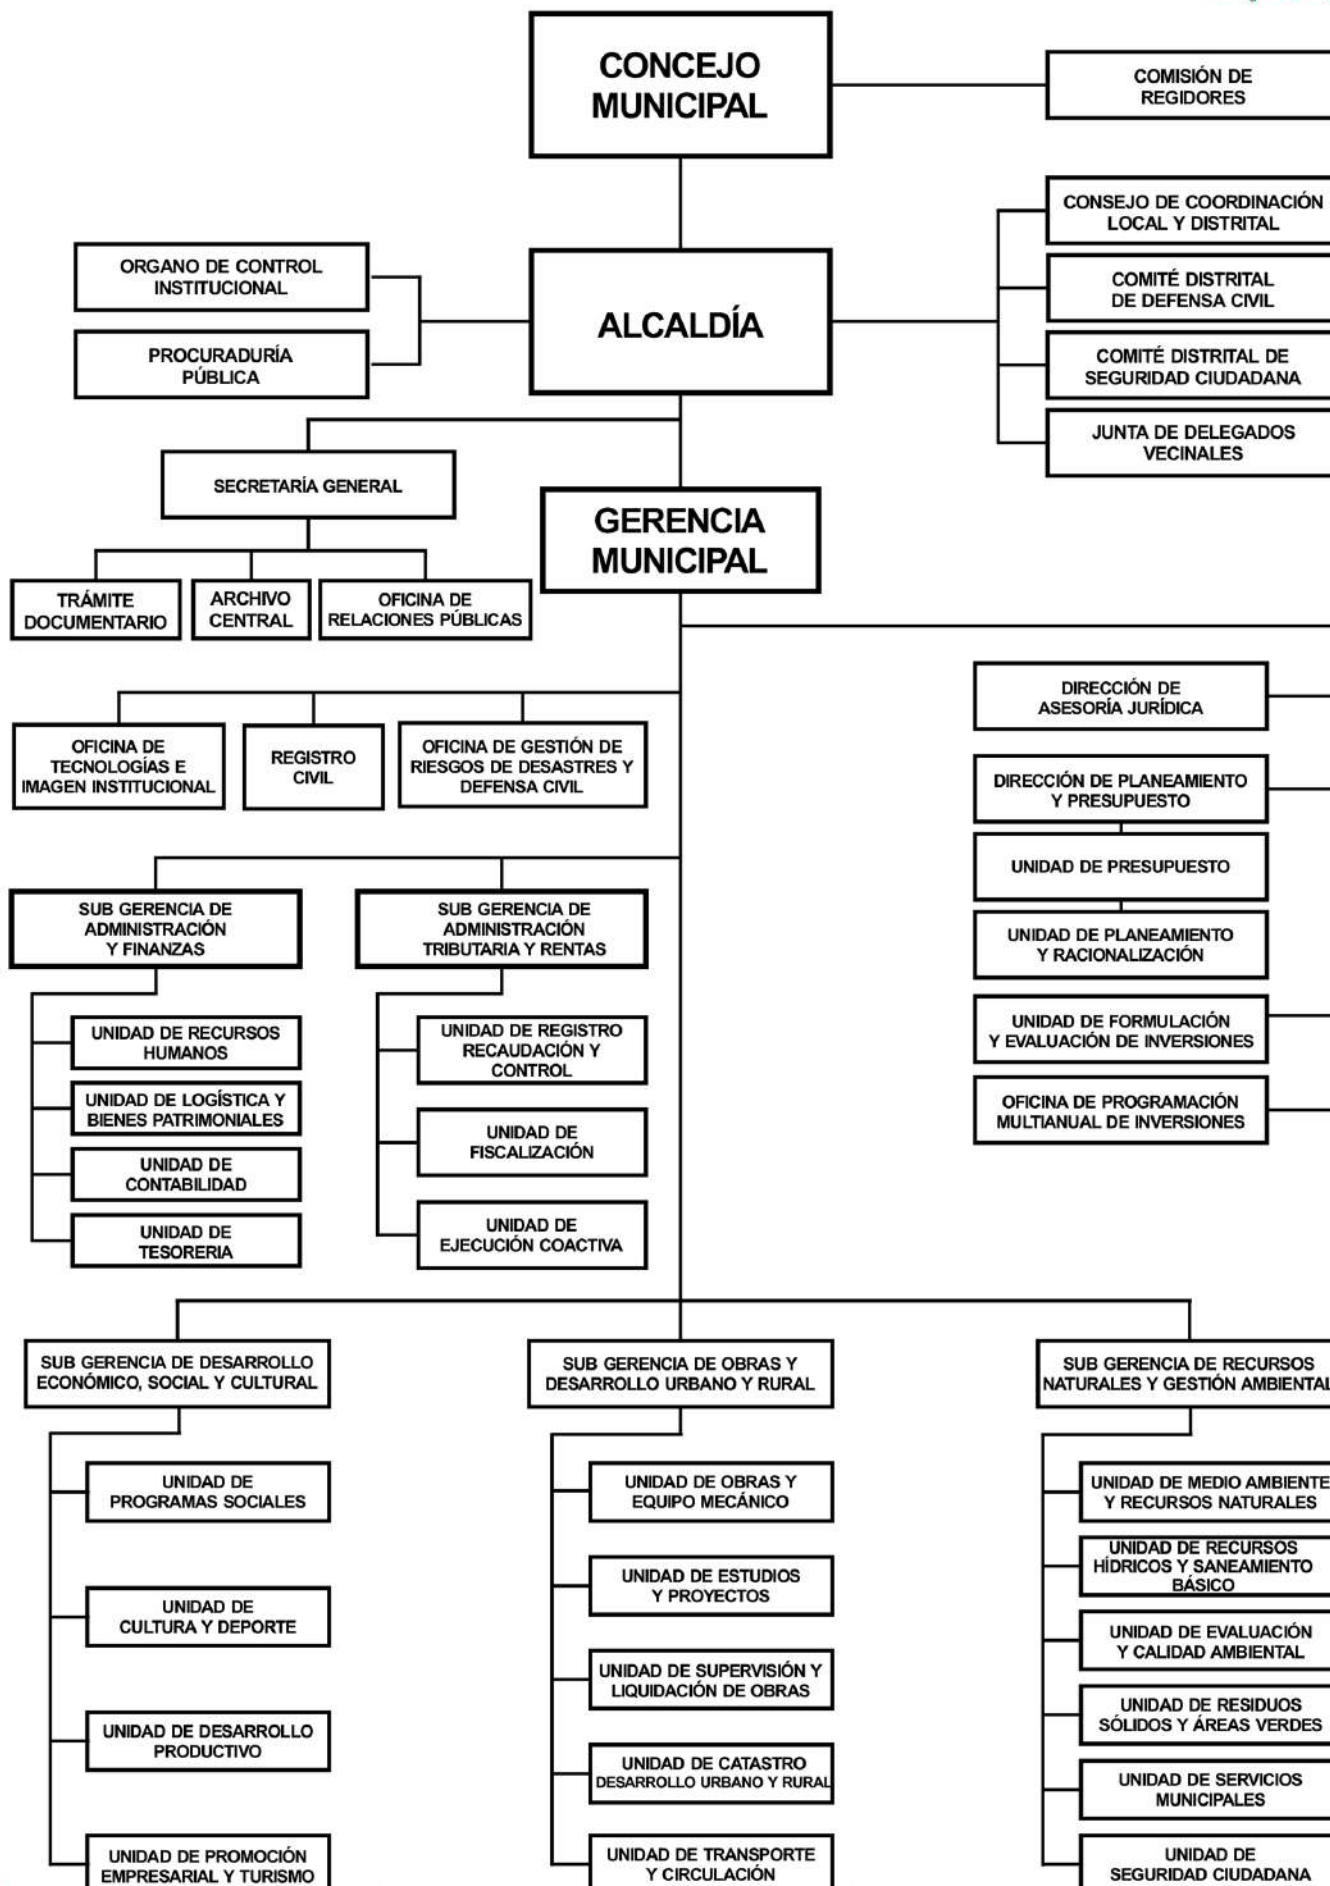 CONCEJO
MUNICIPAL
COMISIÓN DE
REGIDORES
CONSEJO DE COORDINACIÓN
LOCAL Y DISTRITAL
COMITÉ DISTRITAL
DE DEFENSA CIVIL
COMITÉ DISTRITAL DE
SEGURIDAD CIUDADANA
JUNTA DE DELEGADOS
VECINALES
ORGANO DE CONTROL
INSTITUCIONAL
PROCURADURÍA
PÚBLICA
ALCALDÍA
SECRETARÍA GENERAL
TRÁMITE
DOCUMENTARIO
ARCHIVO
CENTRAL
OFICINA DE
RELACIONES PÚBLICAS
GERENCIA
MUNICIPAL
OFICINA DE
TECNOLOGÍAS E
IMAGEN INSTITUCIONAL
REGISTRO
CIVIL
OFICINA DE GESTIÓN DE
RIESGOS DE DESASTRES Y
DEFENSA CIVIL
DIRECCIÓN DE
ASESORÍA JURÍDICA
DIRECCIÓN DE PLANEAMIENTO
Y PRESUPUESTO
UNIDAD DE PRESUPUESTO
UNIDAD DE PLANEAMIENTO
Y RACIONALIZACIÓN
UNIDAD DE FORMULACIÓN
Y EVALUACIÓN DE INVERSIONES
OFICINA DE PROGRAMACIÓN
MULTIANUAL DE INVERSIONES
SUB GERENCIA DE
ADMINISTRACIÓN
Y FINANZAS
UNIDAD DE RECURSOS
HUMANOS
UNIDAD DE LOGÍSTICA Y
BIENES PATRIMONIALES
UNIDAD DE
CONTABILIDAD
UNIDAD DE
TESORERIA
SUB GERENCIA DE
ADMINISTRACIÓN
TRIBUTARIA Y RENTAS
UNIDAD DE REGISTRO
RECAUDACIÓN Y
CONTROL
UNIDAD DE
FISCALIZACIÓN
UNIDAD DE
EJECUCIÓN COACTIVA
SUB GERENCIA DE DESARROLLO
ECONÓMICO, SOCIAL Y CULTURAL
UNIDAD DE
PROGRAMAS SOCIALES
UNIDAD DE
CULTURA Y DEPORTE
UNIDAD DE DESARROLLO
PRODUCTIVO
UNIDAD DE PROMOCIÓN
EMPRESARIAL Y TURISMO
SUB GERENCIA DE OBRAS Y
DESARROLLO URBANO Y RURAL
UNIDAD DE OBRAS Y
EQUIPO MECÁNICO
UNIDAD DE ESTUDIOS
Y PROYECTOS
UNIDAD DE SUPERVISIÓN Y
LIQUIDACIÓN DE OBRAS
UNIDAD DE CATASTRO
DESARROLLO URBANO Y RURAL
UNIDAD DE TRANSPORTE
Y CIRCULACIÓN
SUB GERENCIA DE RECURSOS
NATURALES Y GESTIÓN AMBIENTAL
UNIDAD DE MEDIO AMBIENTE
Y RECURSOS NATURALES
UNIDAD DE RECURSOS
HÍDRICOS Y SANEAMIENTO
BÁSICO
UNIDAD DE EVALUACIÓN
Y CALIDAD AMBIENTAL
UNIDAD DE RESIDUOS
SÓLIDOS Y ÁREAS VERDES
UNIDAD DE SERVICIOS
MUNICIPALES
UNIDAD DE
SEGURIDAD CIUDADANA